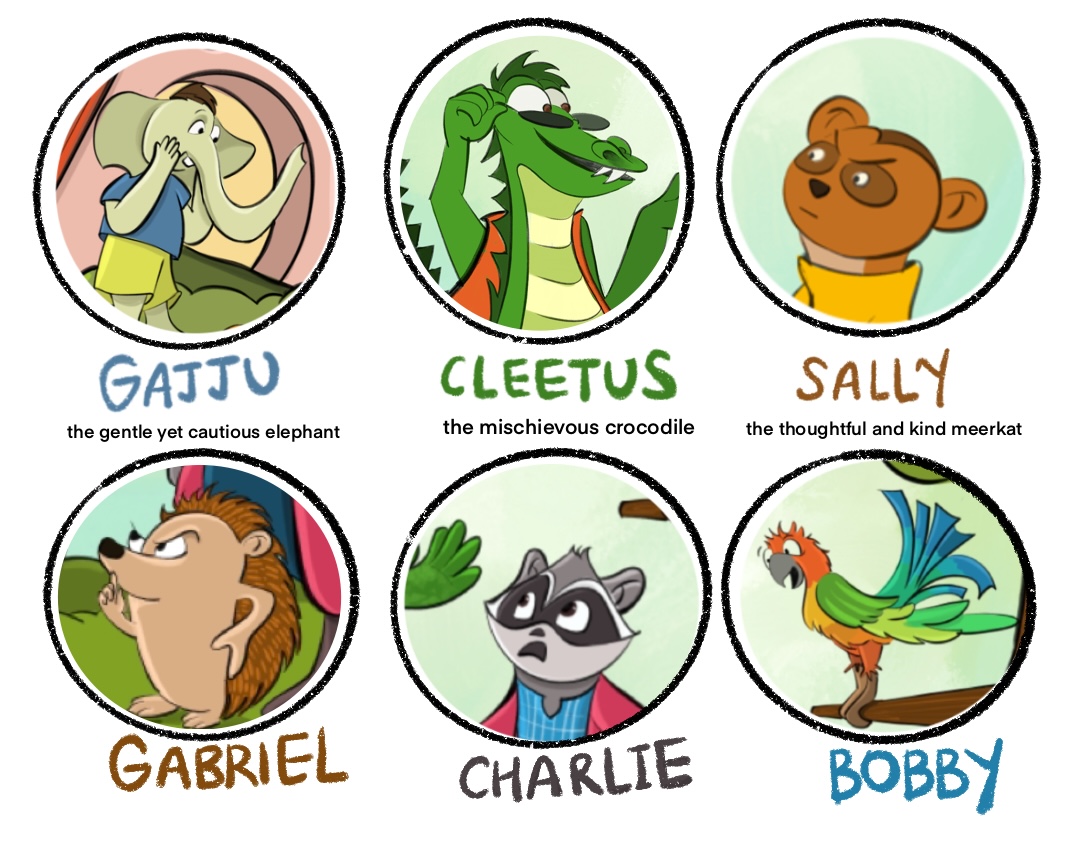 GAJJU
the gentle yet cautious elephant
CLEETUS
the mischievous crocodile
SALLY
the thoughtful and kind meerkat
GABRIEL
CHARLIE
BOBBY